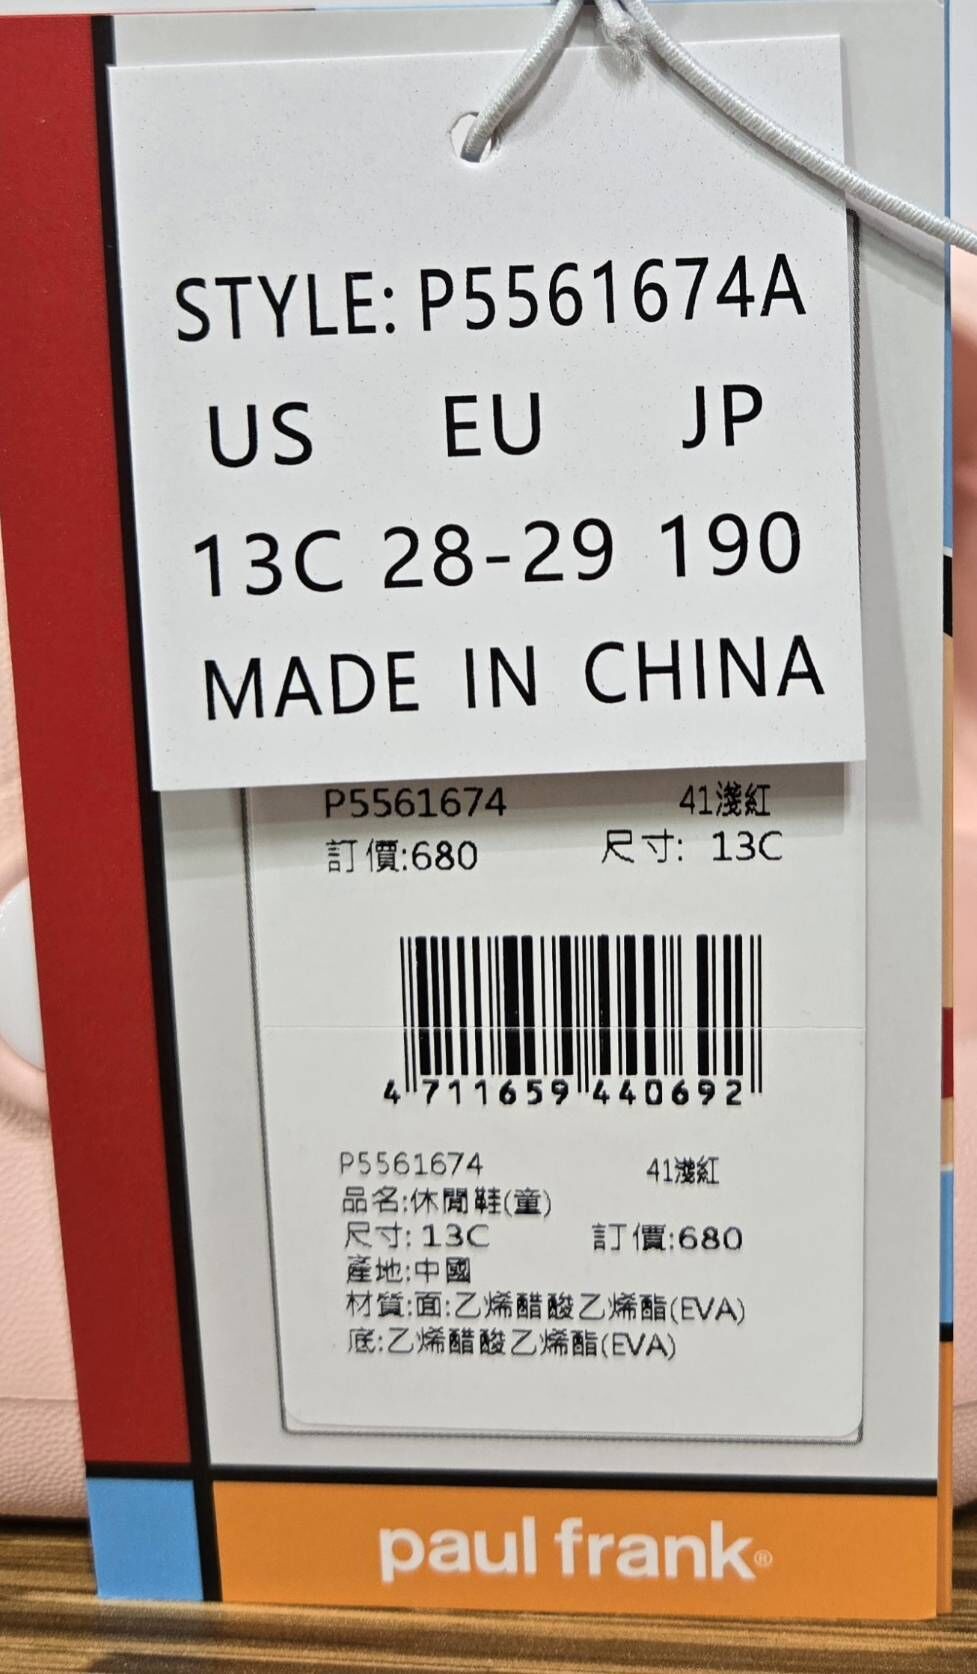 STYLE: P5561674A
US EU JP
13C 28-29 190
MADE IN CHINA
P5561674 41淺紅
訂價:680 尺寸: 13C
4 711659 440692
P5561674 41淺紅
品名:休閒鞋(童)
尺寸: 13C 訂價:680
產地:中國
材質:面:乙烯醋酸乙烯酯(EVA)
底:乙烯醋酸乙烯酯(EVA)
paul frank®